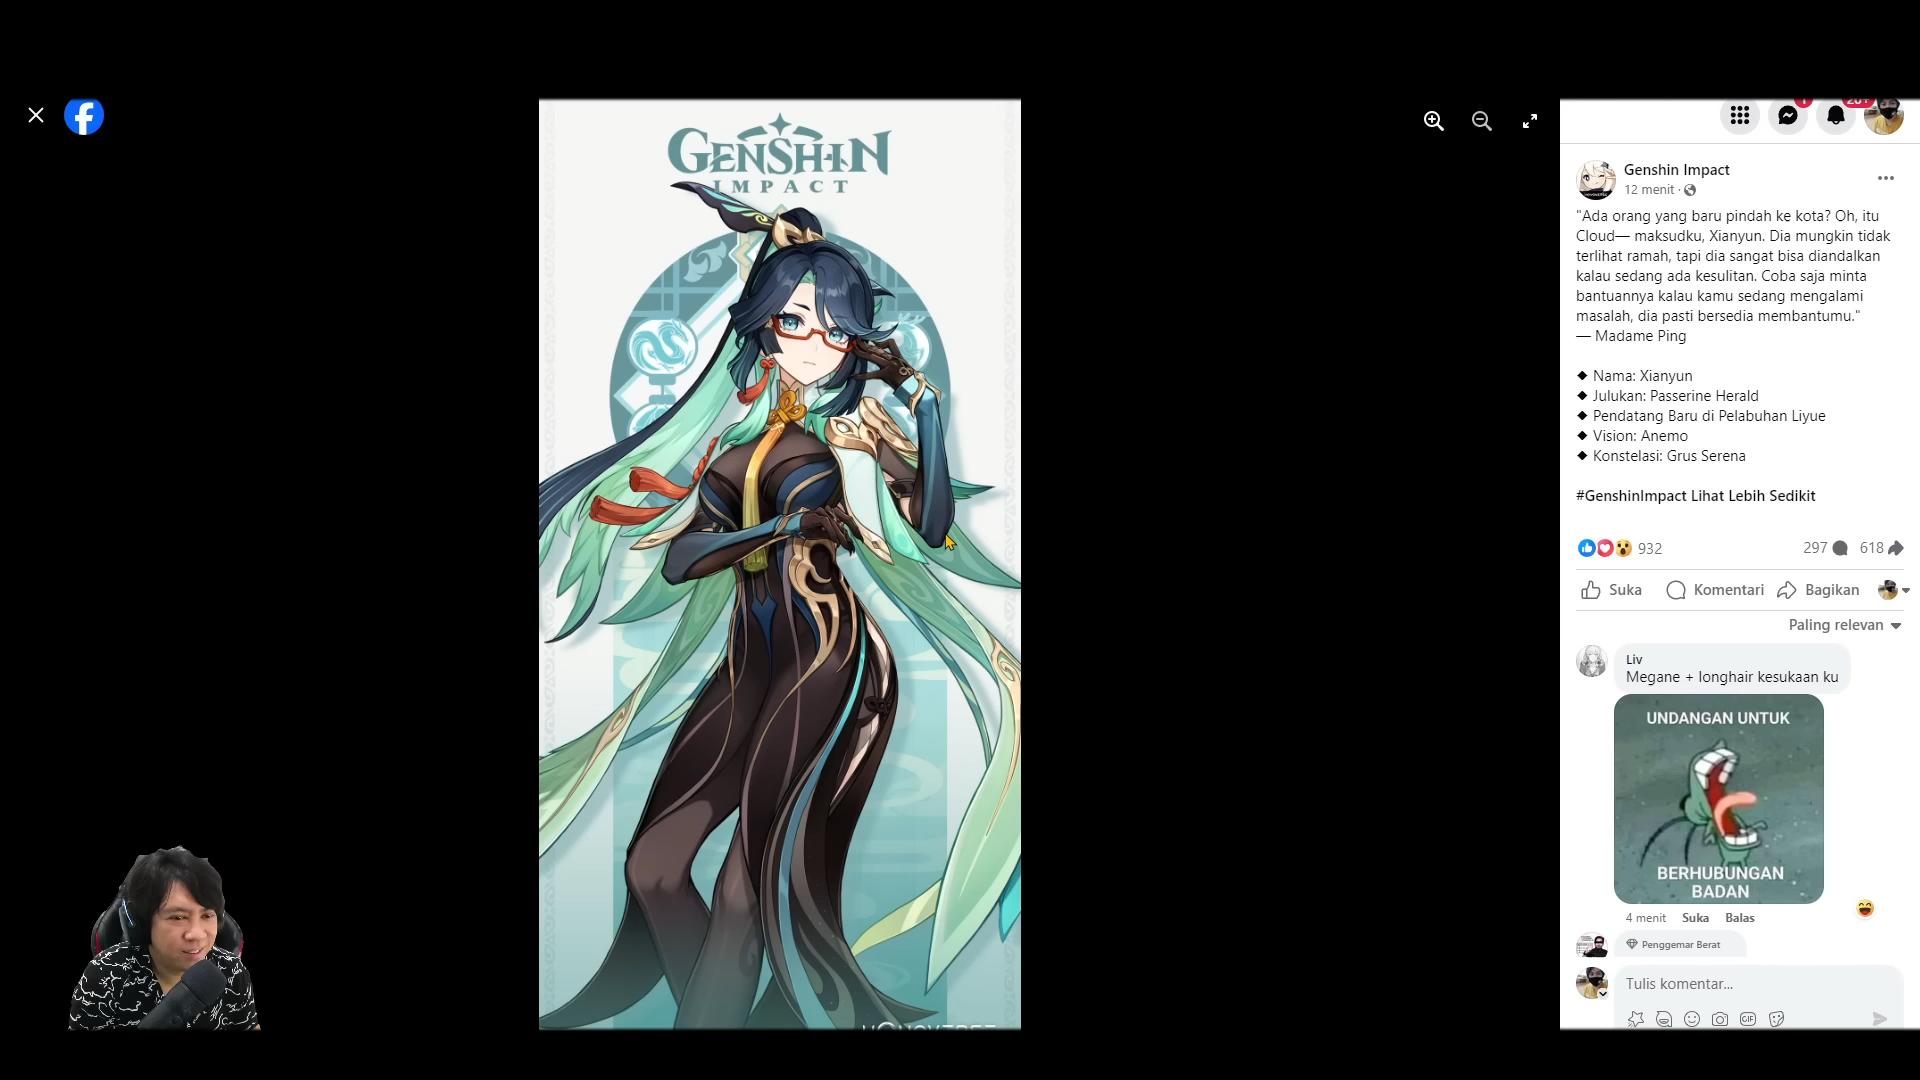 GENSHIN
IMPACT
Genshin Impact
12 menit ·
"Ada orang yang baru pindah ke kota? Oh, itu
Cloud— maksudku, Xianyun. Dia mungkin tidak
terlihat ramah, tapi dia sangat bisa diandalkan
kalau sedang ada kesulitan. Coba saja minta
bantuannya kalau kamu sedang mengalami
masalah, dia pasti bersedia membantumu."
— Madame Ping
◆ Nama: Xianyun
◆ Julukan: Passerine Herald
◆ Pendatang Baru di Pelabuhan Liyue
◆ Vision: Anemo
◆ Konstelasi: Grus Serena
#GenshinImpact Lihat Lebih Sedikit
932 297 618
Suka Komentari Bagikan
Paling relevan
Liv
Megane + longhair kesukaan ku
UNDANGAN UNTUK
BERHUBUNGAN
BADAN
4 menit Suka Balas
Penggemar Berat
Tulis komentar...
GIF